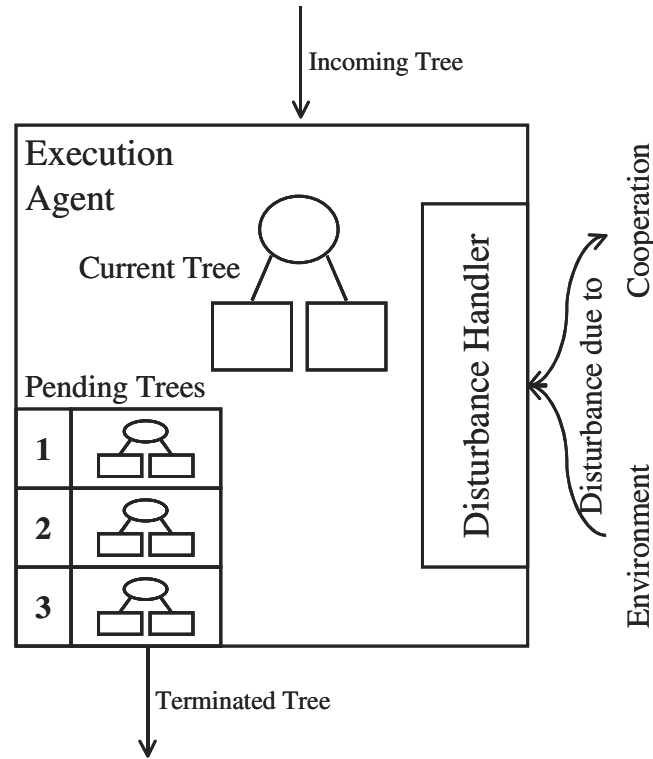 Incoming Tree
Execution
Agent
Current Tree
Pending Trees
1
2
3
Disturbance Handler
Disturbance due to
Cooperation
Environment
Terminated Tree